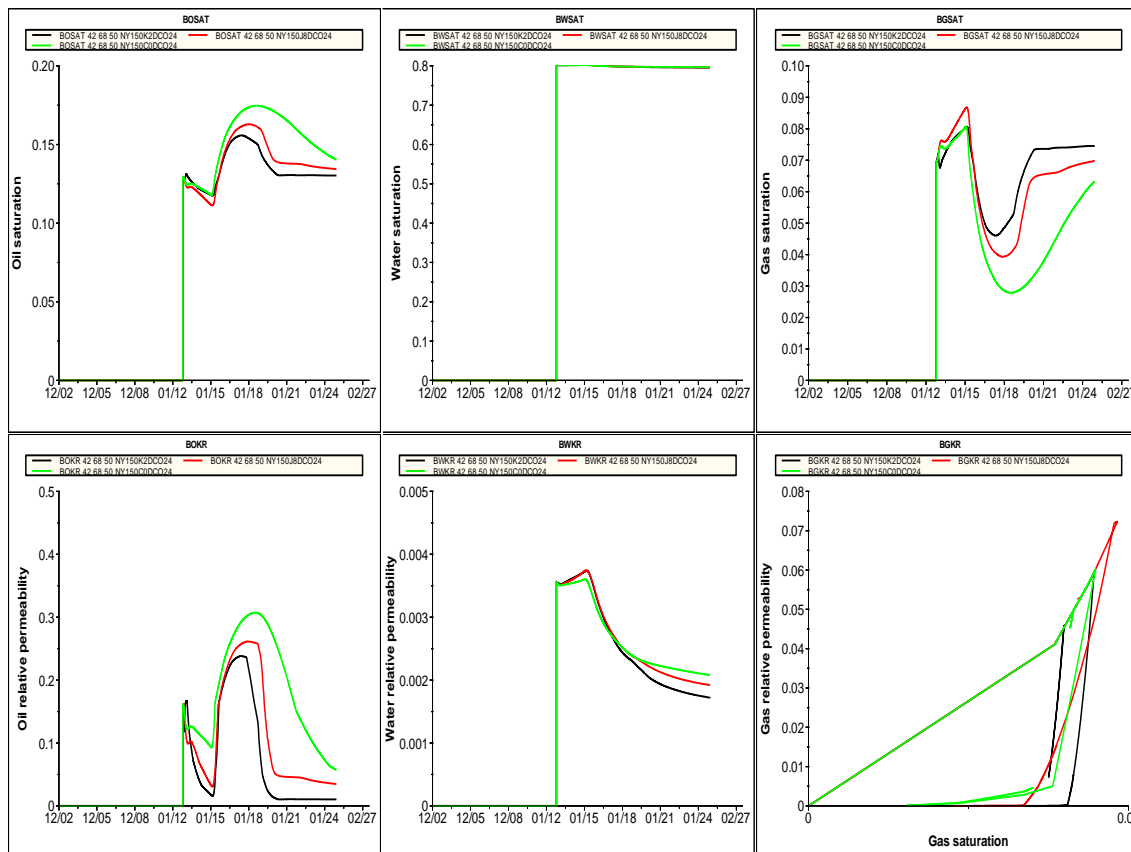 BOSAT
BOSAT 42 68 50 NY150K2DCO24 BOSAT 42 68 50 NY150J8DCO24
BOSAT 42 68 50 NY150C0DCO24
Oil saturation
0.20
0.15
0.10
0.05
0
12/02 12/05 12/08 01/12 01/15 01/18 01/21 01/24 02/27
BWSAT
BWSAT 42 68 50 NY150K2DCO24 BWSAT 42 68 50 NY150J8DCO24
BWSAT 42 68 50 NY150C0DCO24
Water saturation
0.8
0.7
0.6
0.5
0.4
0.3
0.2
0.1
0
12/02 12/05 12/08 01/12 01/15 01/18 01/21 01/24 02/27
BGSAT
BGSAT 42 68 50 NY150K2DCO24 BGSAT 42 68 50 NY150J8DCO24
BGSAT 42 68 50 NY150C0DCO24
Gas saturation
0.10
0.09
0.08
0.07
0.06
0.05
0.04
0.03
0.02
0.01
0
12/02 12/05 12/08 01/12 01/15 01/18 01/21 01/24 02/27
BOKR
BOKR 42 68 50 NY150K2DCO24 BOKR 42 68 50 NY150J8DCO24
BOKR 42 68 50 NY150C0DCO24
Oil relative permeability
0.5
0.4
0.3
0.2
0.1
0
12/02 12/05 12/08 01/12 01/15 01/18 01/21 01/24 02/27
BWKR
BWKR 42 68 50 NY150K2DCO24 BWKR 42 68 50 NY150J8DCO24
BWKR 42 68 50 NY150C0DCO24
Water relative permeability
0.005
0.004
0.003
0.002
0.001
0
12/02 12/05 12/08 01/12 01/15 01/18 01/21 01/24 02/27
BGKR
BGKR 42 68 50 NY150K2DCO24 BGKR 42 68 50 NY150J8DCO24
BGKR 42 68 50 NY150C0DCO24
Gas relative permeability
0.08
0.07
0.06
0.05
0.04
0.03
0.02
0.01
0
0
Gas saturation